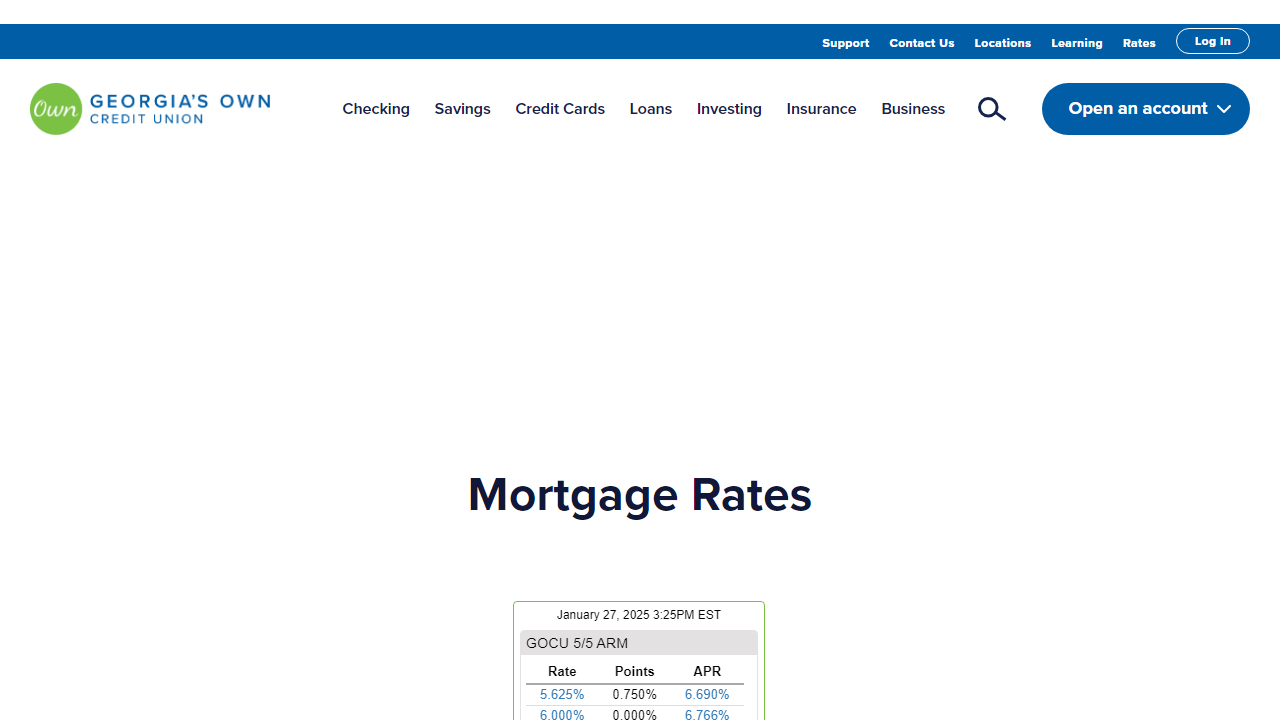 Support Contact Us Locations Learning Rates Log In
Own GEORGIA'S OWN
CREDIT UNION
Checking Savings Credit Cards Loans Investing Insurance Business Open an account
Mortgage Rates
January 27, 2025 3:25PM EST
GOCU 5/5 ARM
Rate Points APR
5.625% 0.750% 6.690%
6.000% 0.000% 6.766%